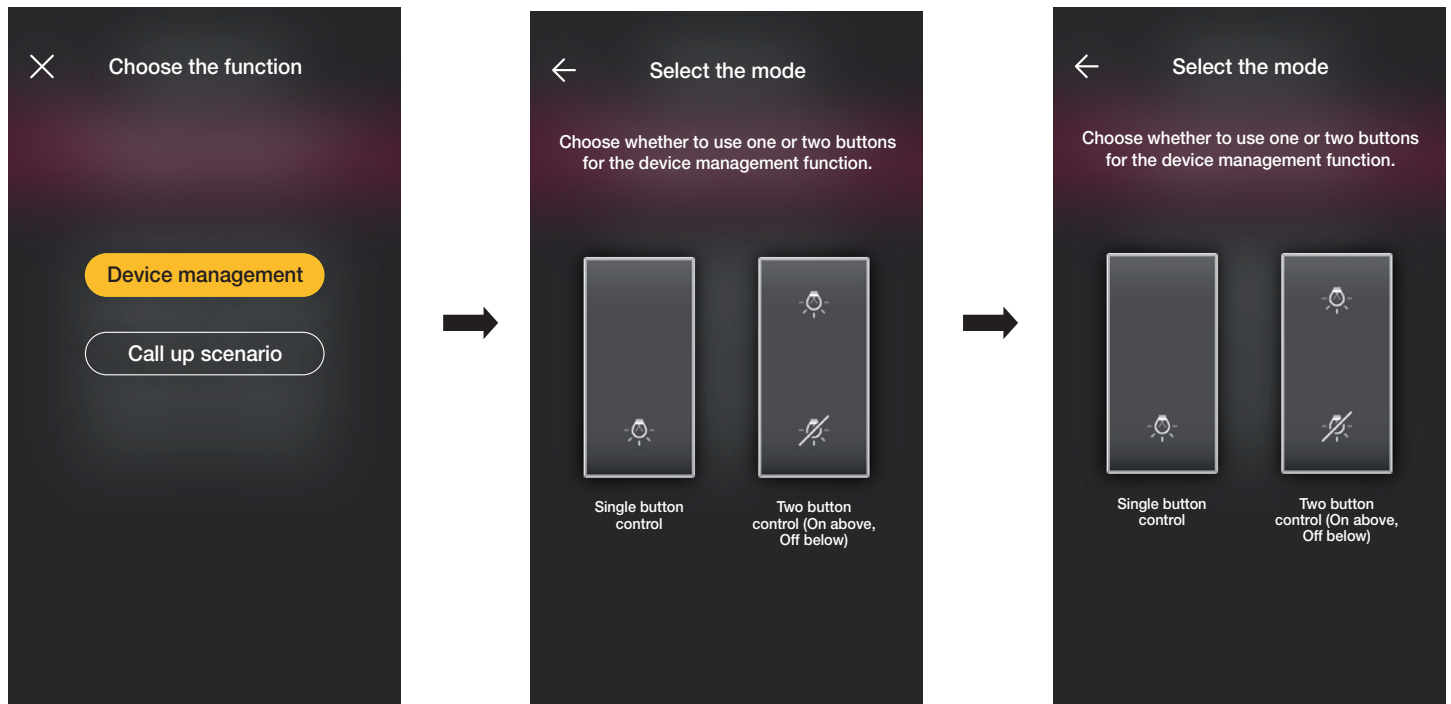 Choose the function
Device management
Call up scenario
Select the mode
Choose whether to use one or two buttons
for the device management function.
Single button
control
Two button
control (On above,
Off below)
Select the mode
Choose whether to use one or two buttons
for the device management function.
Single button
control
Two button
control (On above,
Off below)